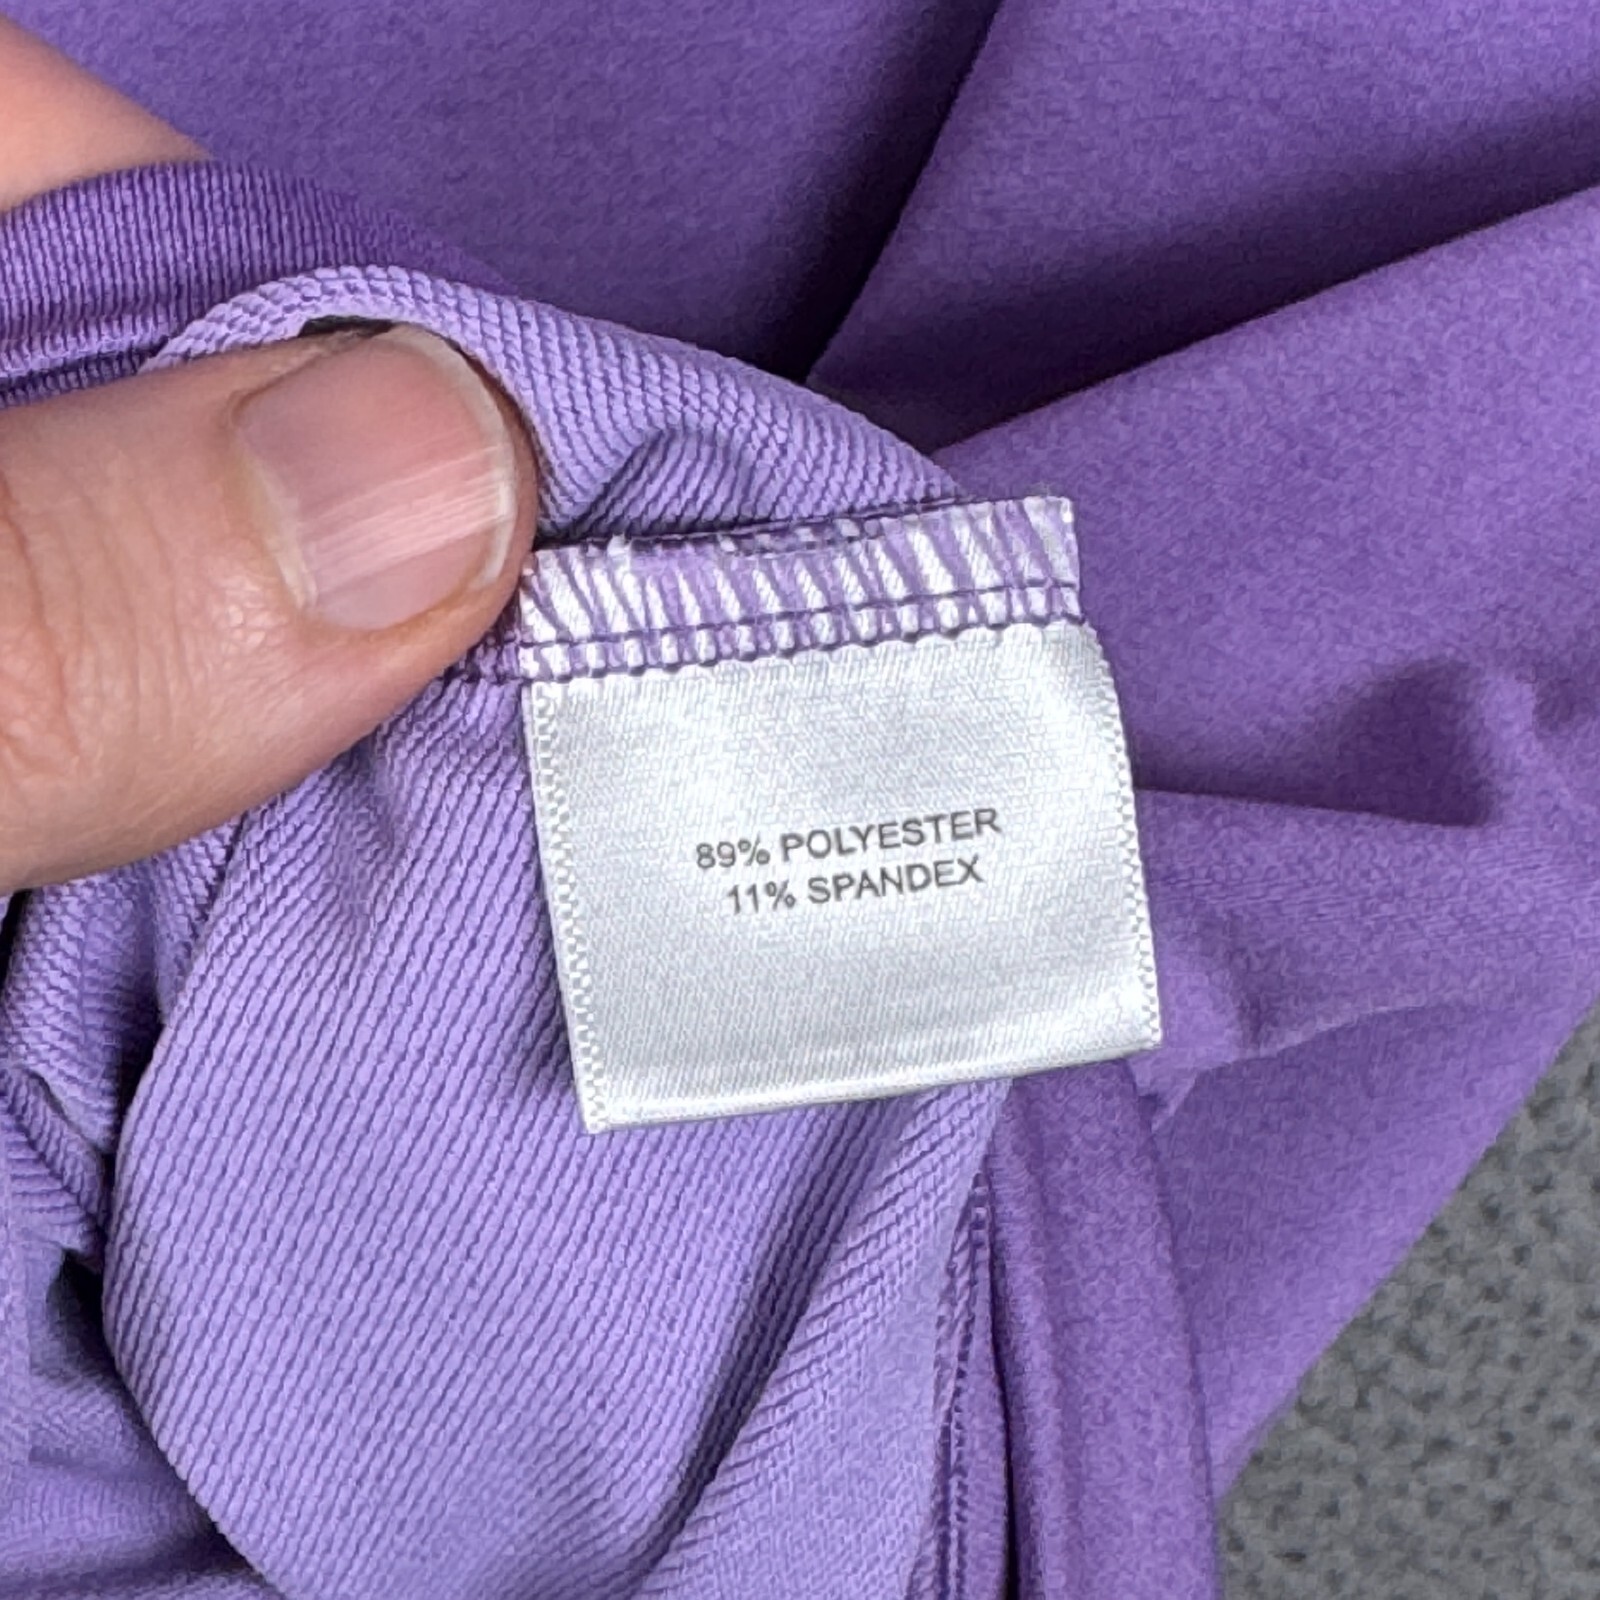 89% POLYESTER
11% SPANDEX